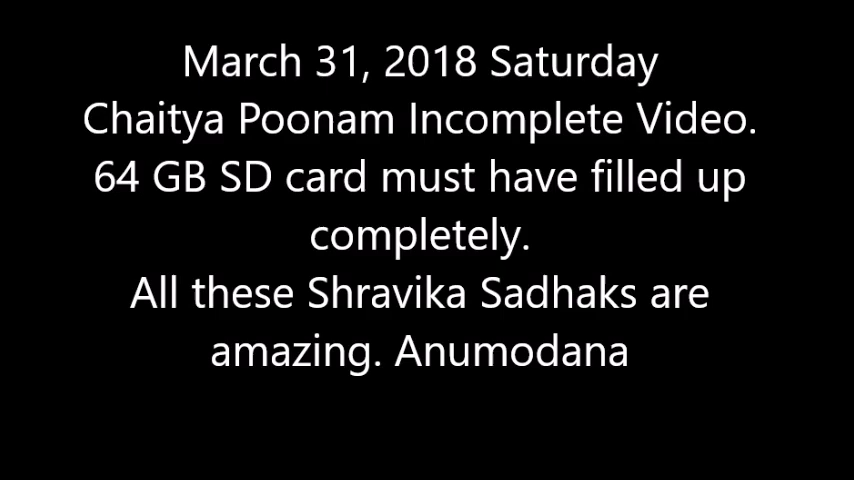 March 31, 2018 Saturday
Chaitya Poonam Incomplete Video.
64 GB SD card must have filled up
completely.
All these Shravika Sadhaks are
amazing. Anumodana